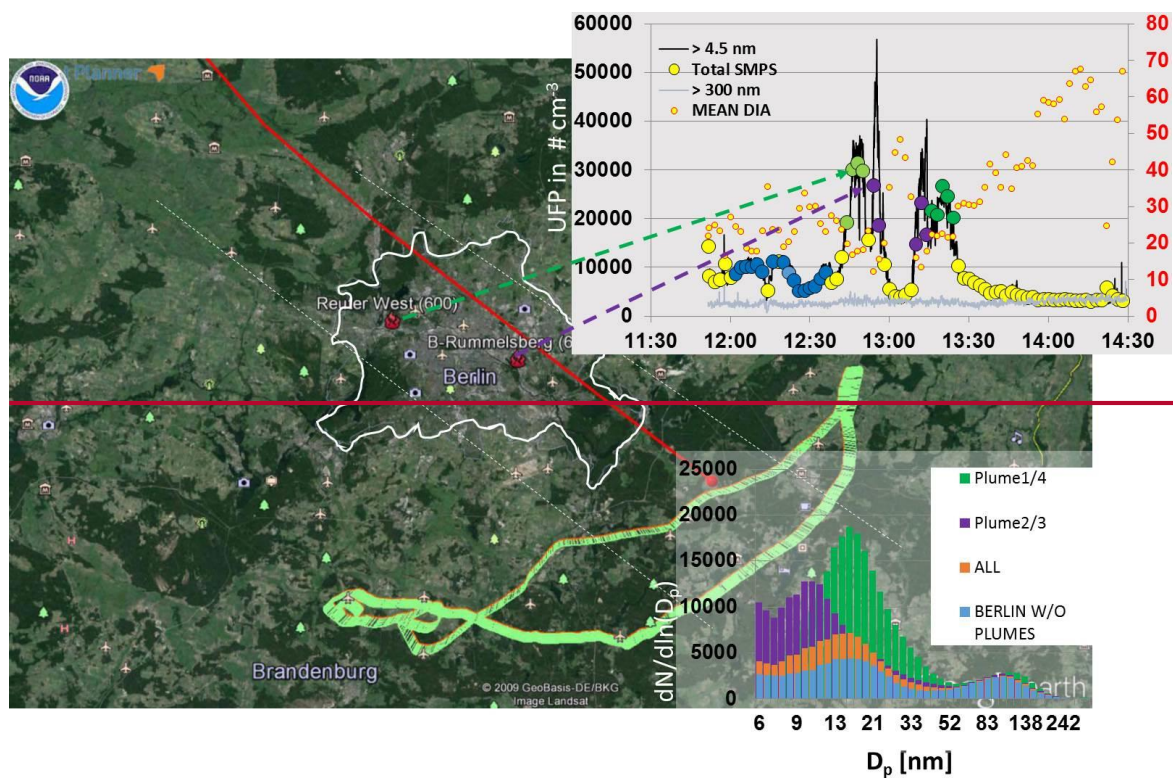 NOAA
Planner
60000
50000
40000
30000
20000
10000
0
UFP in # cm-3
> 4.5 nm
Total SMPS
> 300 nm
MEAN DIA
80
70
60
50
40
30
20
10
0
11:30 12:00 12:30 13:00 13:30 14:00 14:30
Reuter West (600)
B-Rummelsberg (6
Berlin
Brandenburg
© 2009 GeoBasis-DE/BKG
Image Landsat
earth
25000
20000
15000
10000
5000
0
dN/dln(Dp)
Plume1/4
Plume2/3
ALL
BERLIN W/O
PLUMES
6 9 13 21 33 52 83 138 242
Dp [nm]